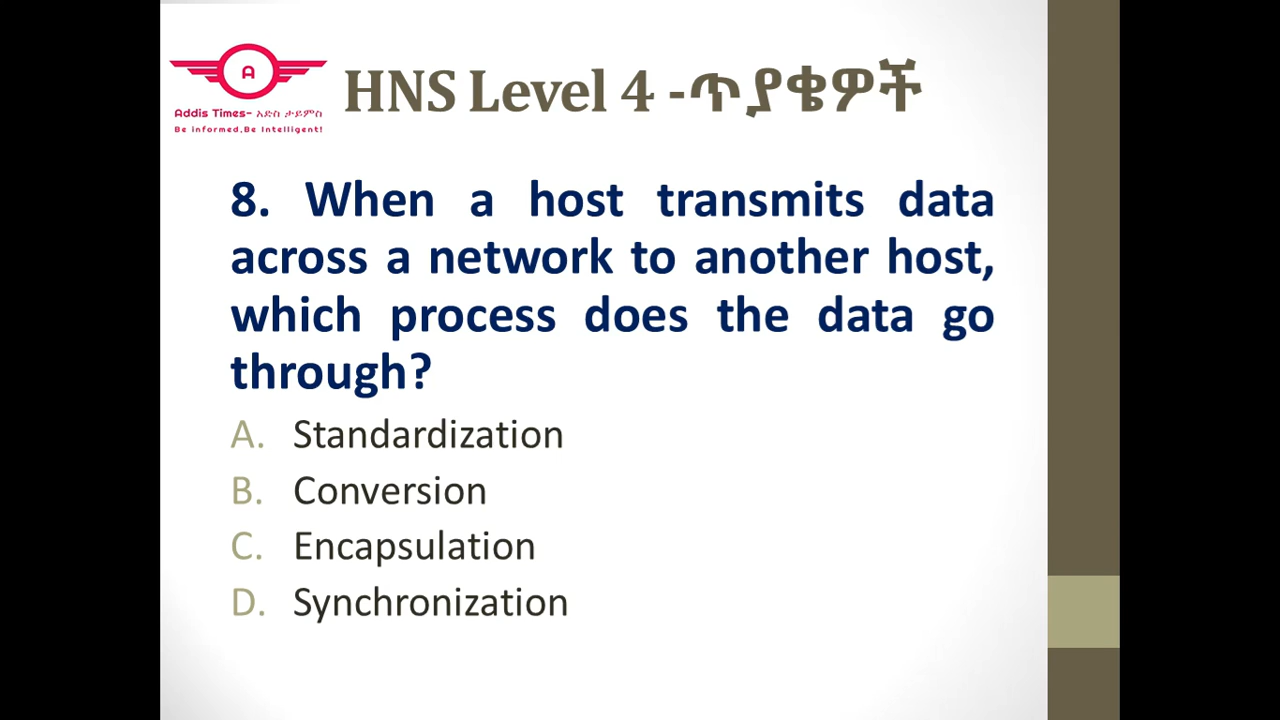 A
Addis Times- አድስ ታይምስ
Be informed,Be Intelligent!
HNS Level 4 -ጥያቄዎች
8. When a host transmits data
across a network to another host,
which process does the data go
through?
A. Standardization
B. Conversion
C. Encapsulation
D. Synchronization